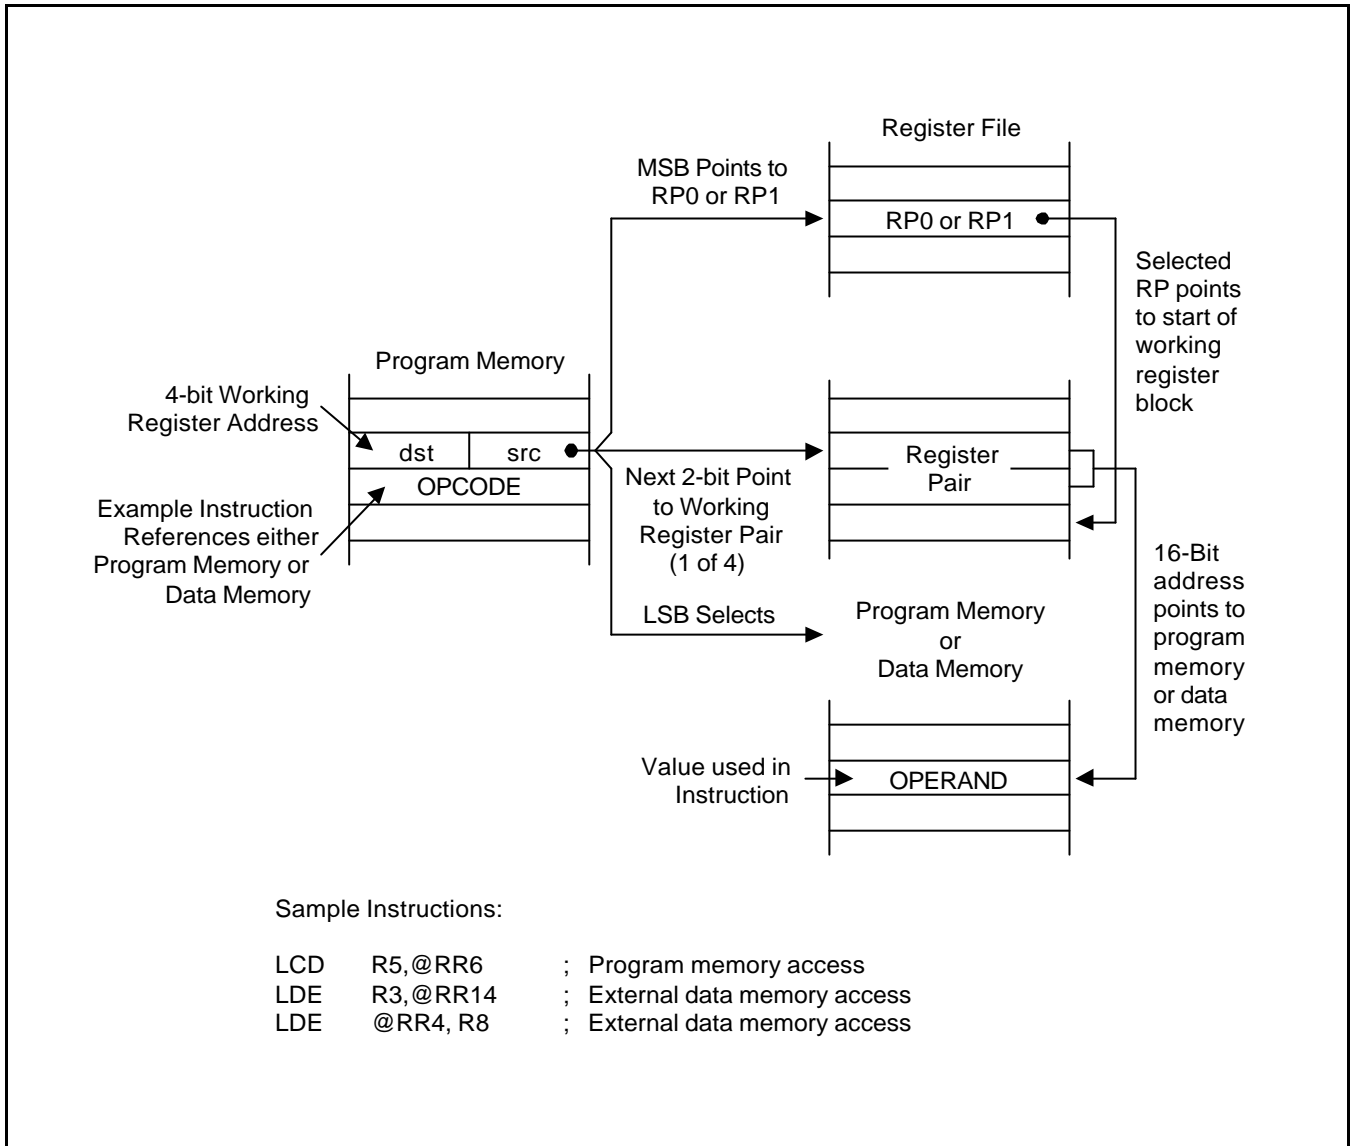 Register File
MSB Points to
RP0 or RP1
RP0 or RP1
Selected
RP points
to start of
working
register
block
Program Memory
4-bit Working
Register Address
dst src
OPCODE
Example Instruction
References either
Program Memory or
Data Memory
Next 2-bit Point
to Working
Register Pair
(1 of 4)
Register
Pair
16-Bit
address
points to
program
memory
or data
memory
LSB Selects
Program Memory
or
Data Memory
Value used in
Instruction
OPERAND
Sample Instructions:
LCD R5,@RR6 ; Program memory access
LDE R3,@RR14 ; External data memory access
LDE @RR4, R8 ; External data memory access